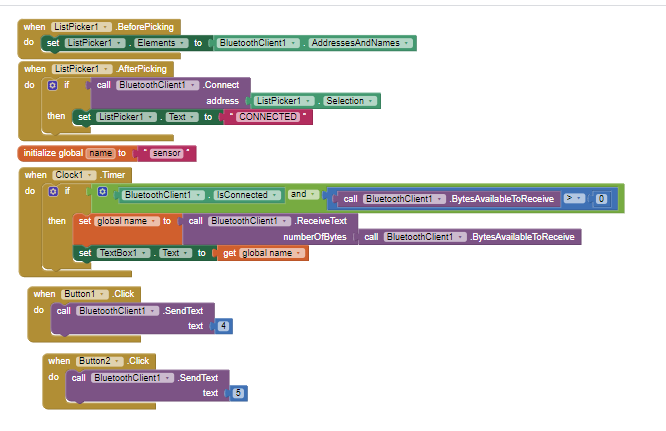 when ListPicker1 .BeforePicking
do set ListPicker1 . Elements to BluetoothClient1 . AddressesAndNames
when ListPicker1 .AfterPicking
do if call BluetoothClient1 .Connect
address ListPicker1 . Selection
then set ListPicker1 . Text to " CONNECTED "
initialize global name to " sensor "
when Clock1 .Timer
do if BluetoothClient1 . IsConnected and call BluetoothClient1 .BytesAvailableToReceive > 0
then set global name to call BluetoothClient1 .ReceiveText
numberOfBytes call BluetoothClient1 .BytesAvailableToReceive
set TextBox1 . Text to get global name
when Button1 .Click
do call BluetoothClient1 .SendText
text 4
when Button2 .Click
do call BluetoothClient1 .SendText
text 5